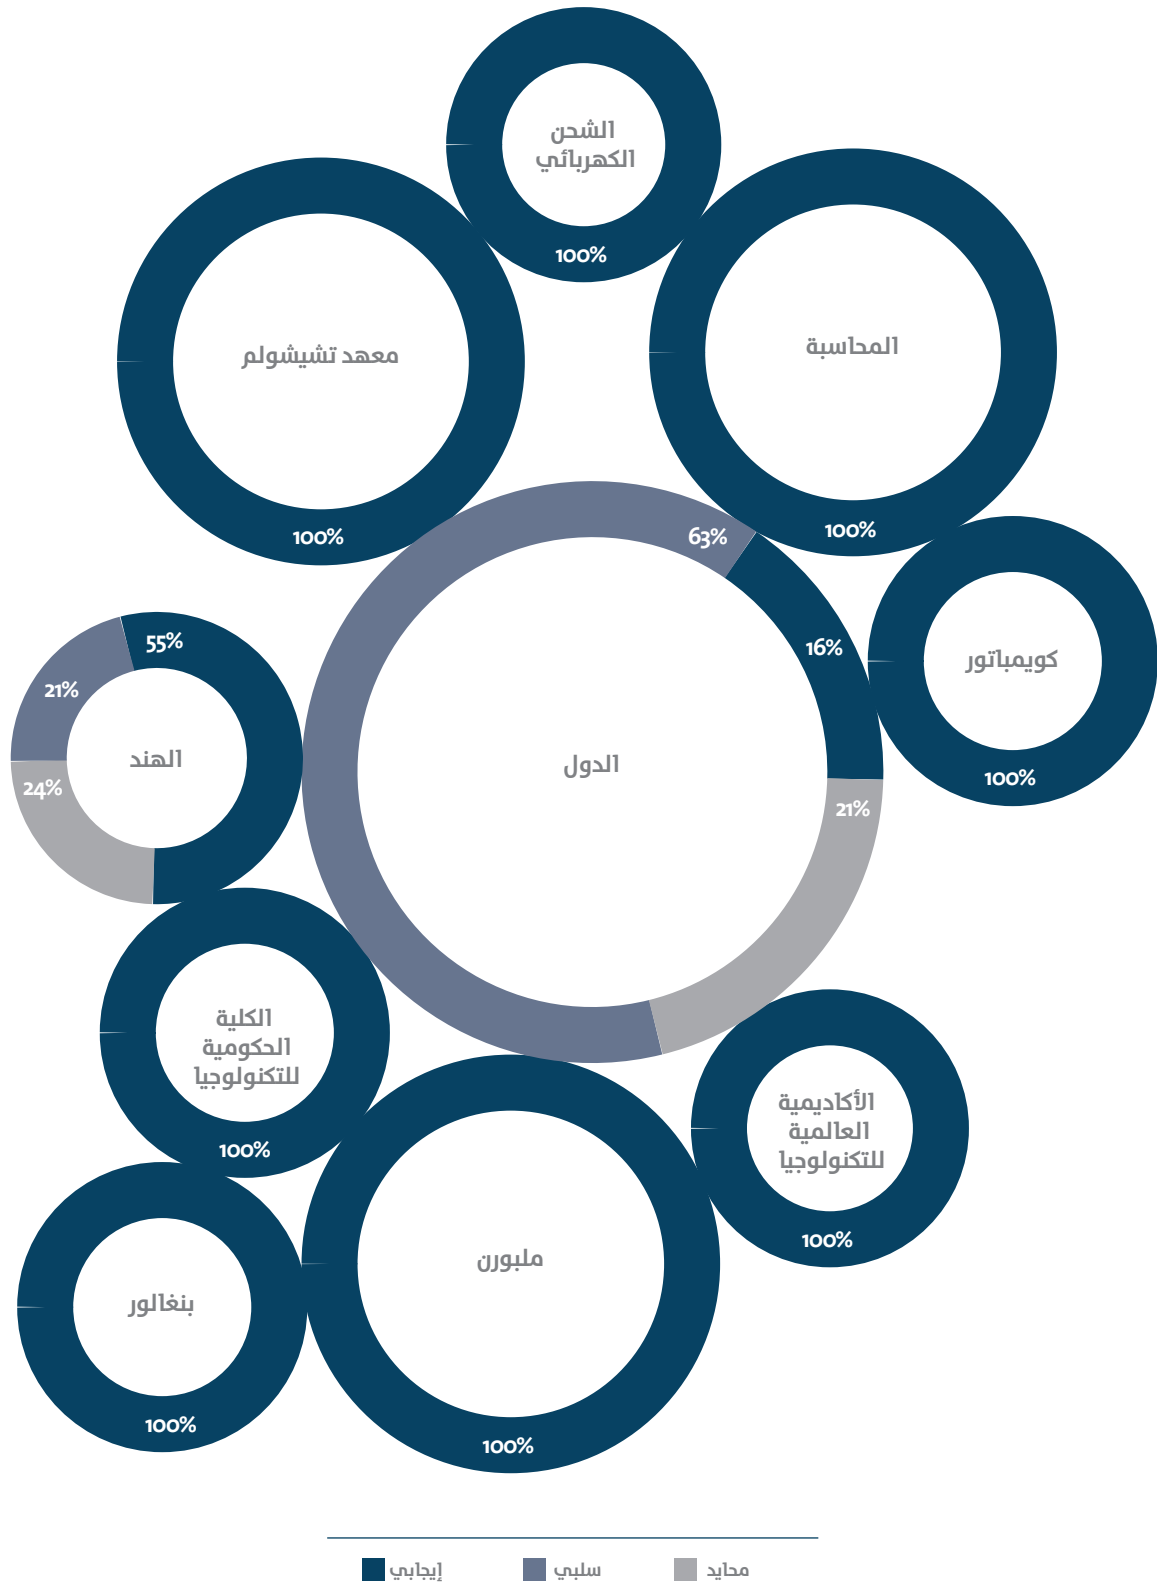 الشحن
الكهربائي
100%
معهد تشيشولم
100%
المحاسبة
100%
63%
16%
21%
الدول
كويمباتور
100%
55%
21%
24%
الهند
الكلية
الحكومية
للتكنولوجيا
100%
الأكاديمية
العالمية
للتكنولوجيا
100%
ملبورن
100%
بنغالور
100%
إيجابي
سلبي
محايد